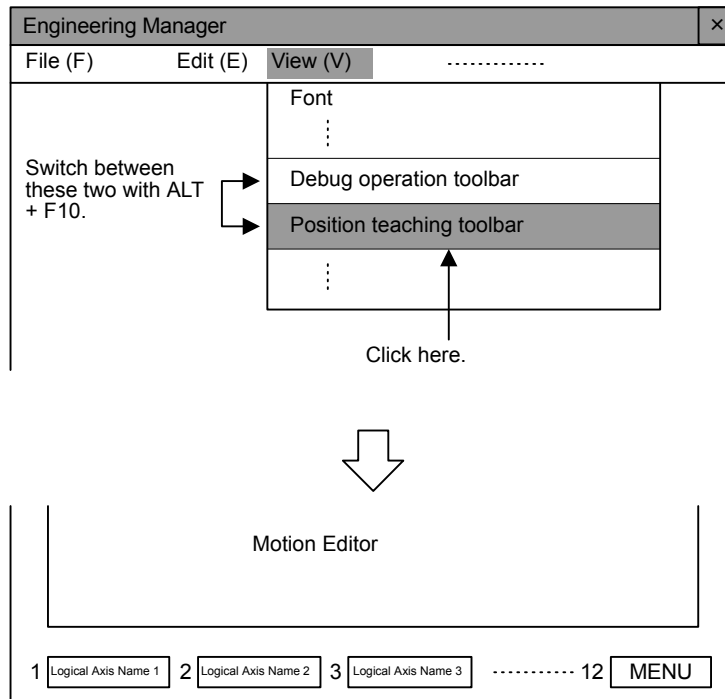 Engineering Manager ×
File (F) Edit (E) View (V) ............
Font
Switch between
these two with ALT
+ F10.
Debug operation toolbar
Position teaching toolbar
Click here.
Motion Editor
1 Logical Axis Name 1 2 Logical Axis Name 2 3 Logical Axis Name 3 ............ 12 MENU